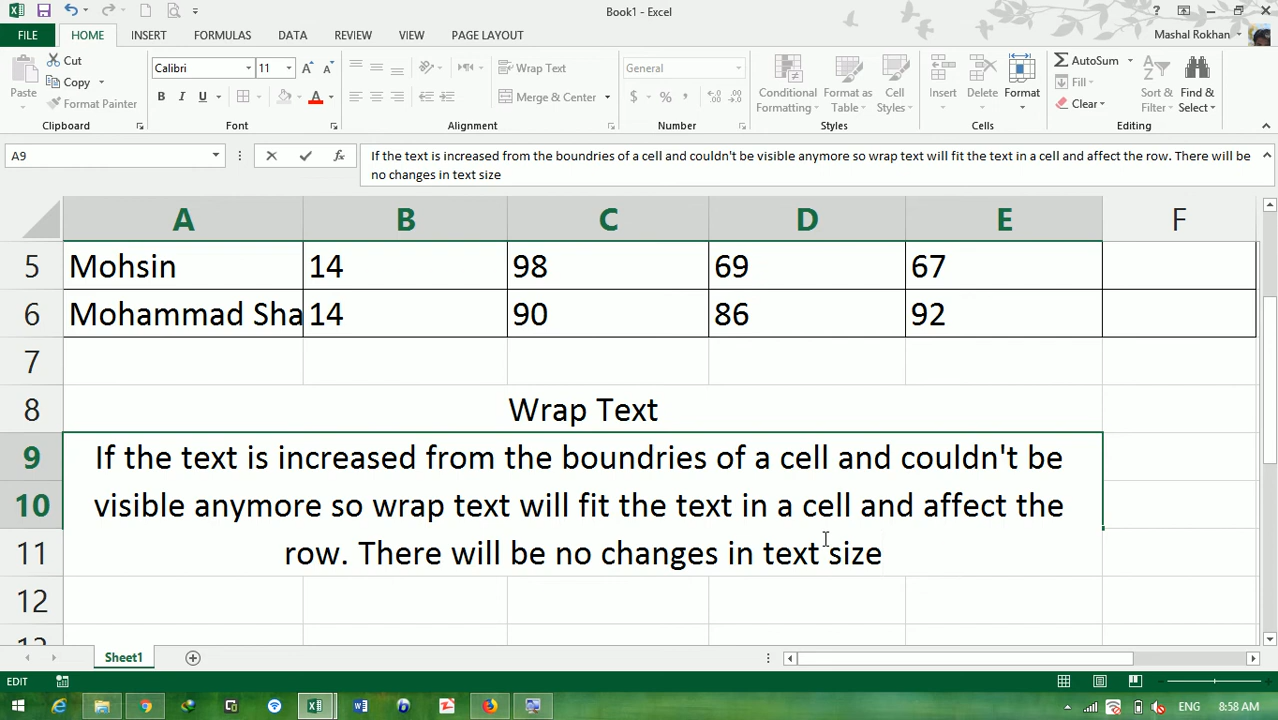 Book1 - Excel
?
Mashal Rokhan
FILE HOME INSERT FORMULAS DATA REVIEW VIEW PAGE LAYOUT
Paste
Cut
Copy
Format Painter
Clipboard
Calibri 11
B I U
Font
Wrap Text
Merge & Center
Alignment
General
$ % ,
Number
Conditional Formatting
Format as Table
Cell Styles
Styles
Insert
Delete
Format
Cells
AutoSum
Fill
Clear
Sort & Filter
Find & Select
Editing
A9
fx
If the text is increased from the boundries of a cell and couldn't be visible anymore so wrap text will fit the text in a cell and affect the row. There will be
no changes in text size
A B C D E F
5 Mohsin 14 98 69 67
6 Mohammad Sha 14 90 86 92
7
8 Wrap Text
9 If the text is increased from the boundries of a cell and couldn't be
10 visible anymore so wrap text will fit the text in a cell and affect the
11 row. There will be no changes in text size
12
Sheet1
EDIT
ENG 8:58 AM